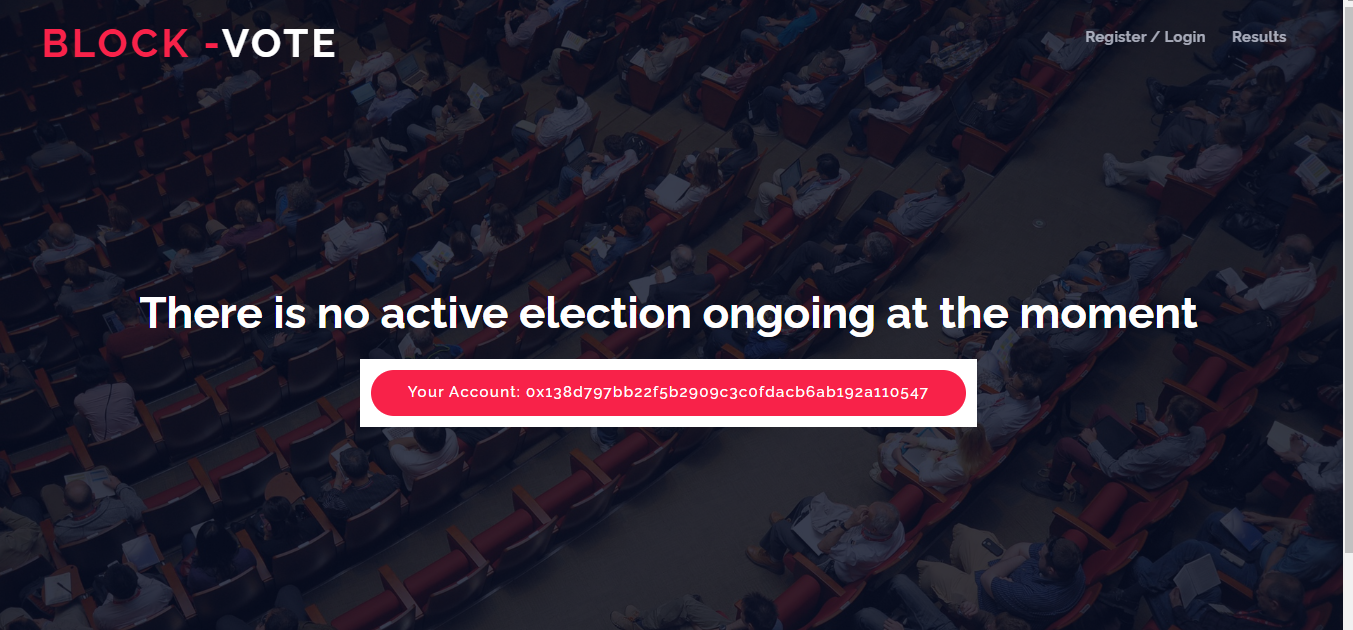 BLOCK -VOTE
Register / Login
Results
There is no active election ongoing at the moment
Your Account: 0x138d797bb22f5b2909c3c0fdacb6ab192a110547